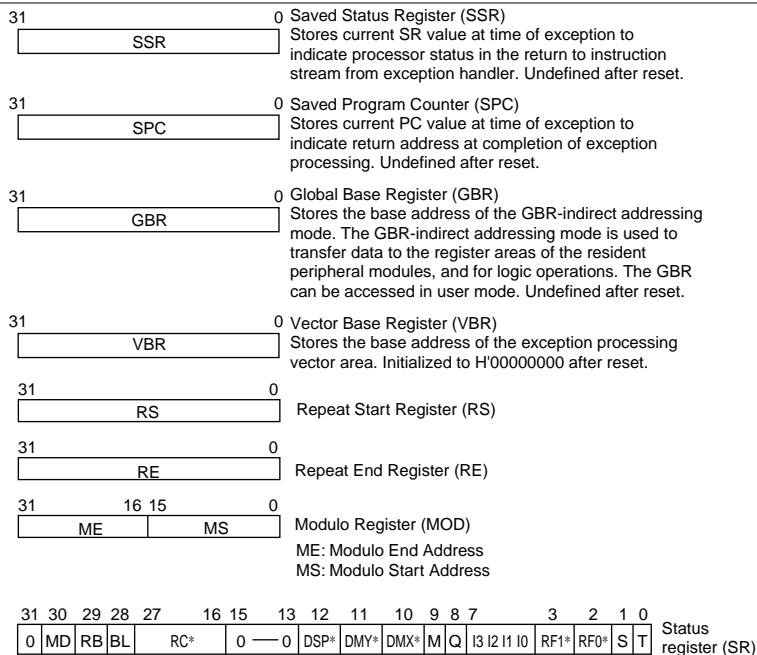 31 0 Saved Status Register (SSR)
SSR Stores current SR value at time of exception to
indicate processor status in the return to instruction
stream from exception handler. Undefined after reset.
31 0 Saved Program Counter (SPC)
SPC Stores current PC value at time of exception to
indicate return address at completion of exception
processing. Undefined after reset.
31 0 Global Base Register (GBR)
GBR Stores the base address of the GBR-indirect addressing
mode. The GBR-indirect addressing mode is used to
transfer data to the register areas of the resident
peripheral modules, and for logic operations. The GBR
can be accessed in user mode. Undefined after reset.
31 0 Vector Base Register (VBR)
VBR Stores the base address of the exception processing
vector area. Initialized to H'00000000 after reset.
31 0
RS Repeat Start Register (RS)
31 0
RE Repeat End Register (RE)
31 16 15 0
ME MS Modulo Register (MOD)
ME: Modulo End Address
MS: Modulo Start Address
31 30 29 28 27 16 15 13 12 11 10 9 8 7 3 2 1 0
0 MD RB BL RC* 0 — 0 DSP* DMY* DMX* M Q I3 I2 I1 I0 RF1* RF0* S T Status
register (SR)